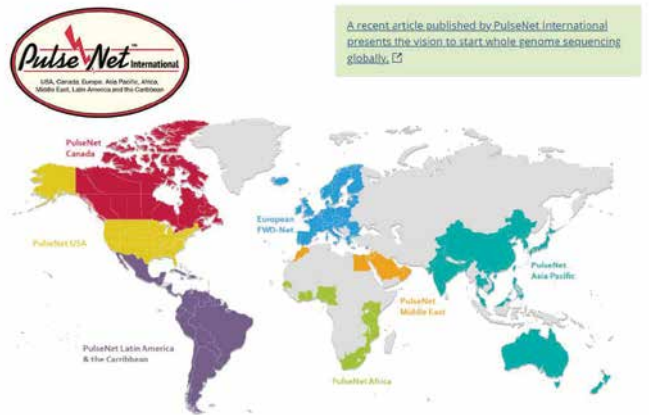 PulseNet™
International
USA, Canada, Europe, Asia Pacific, Africa,
Middle East, Latin America and the Caribbean
A recent article published by PulseNet International
presents the vision to start whole genome sequencing
globally.
PulseNet
Canada
PulseNet USA
European
FWD-Net
PulseNet
Asia Pacific
PulseNet
Middle East
PulseNet Latin America
& the Carribbean
PulseNet Africa